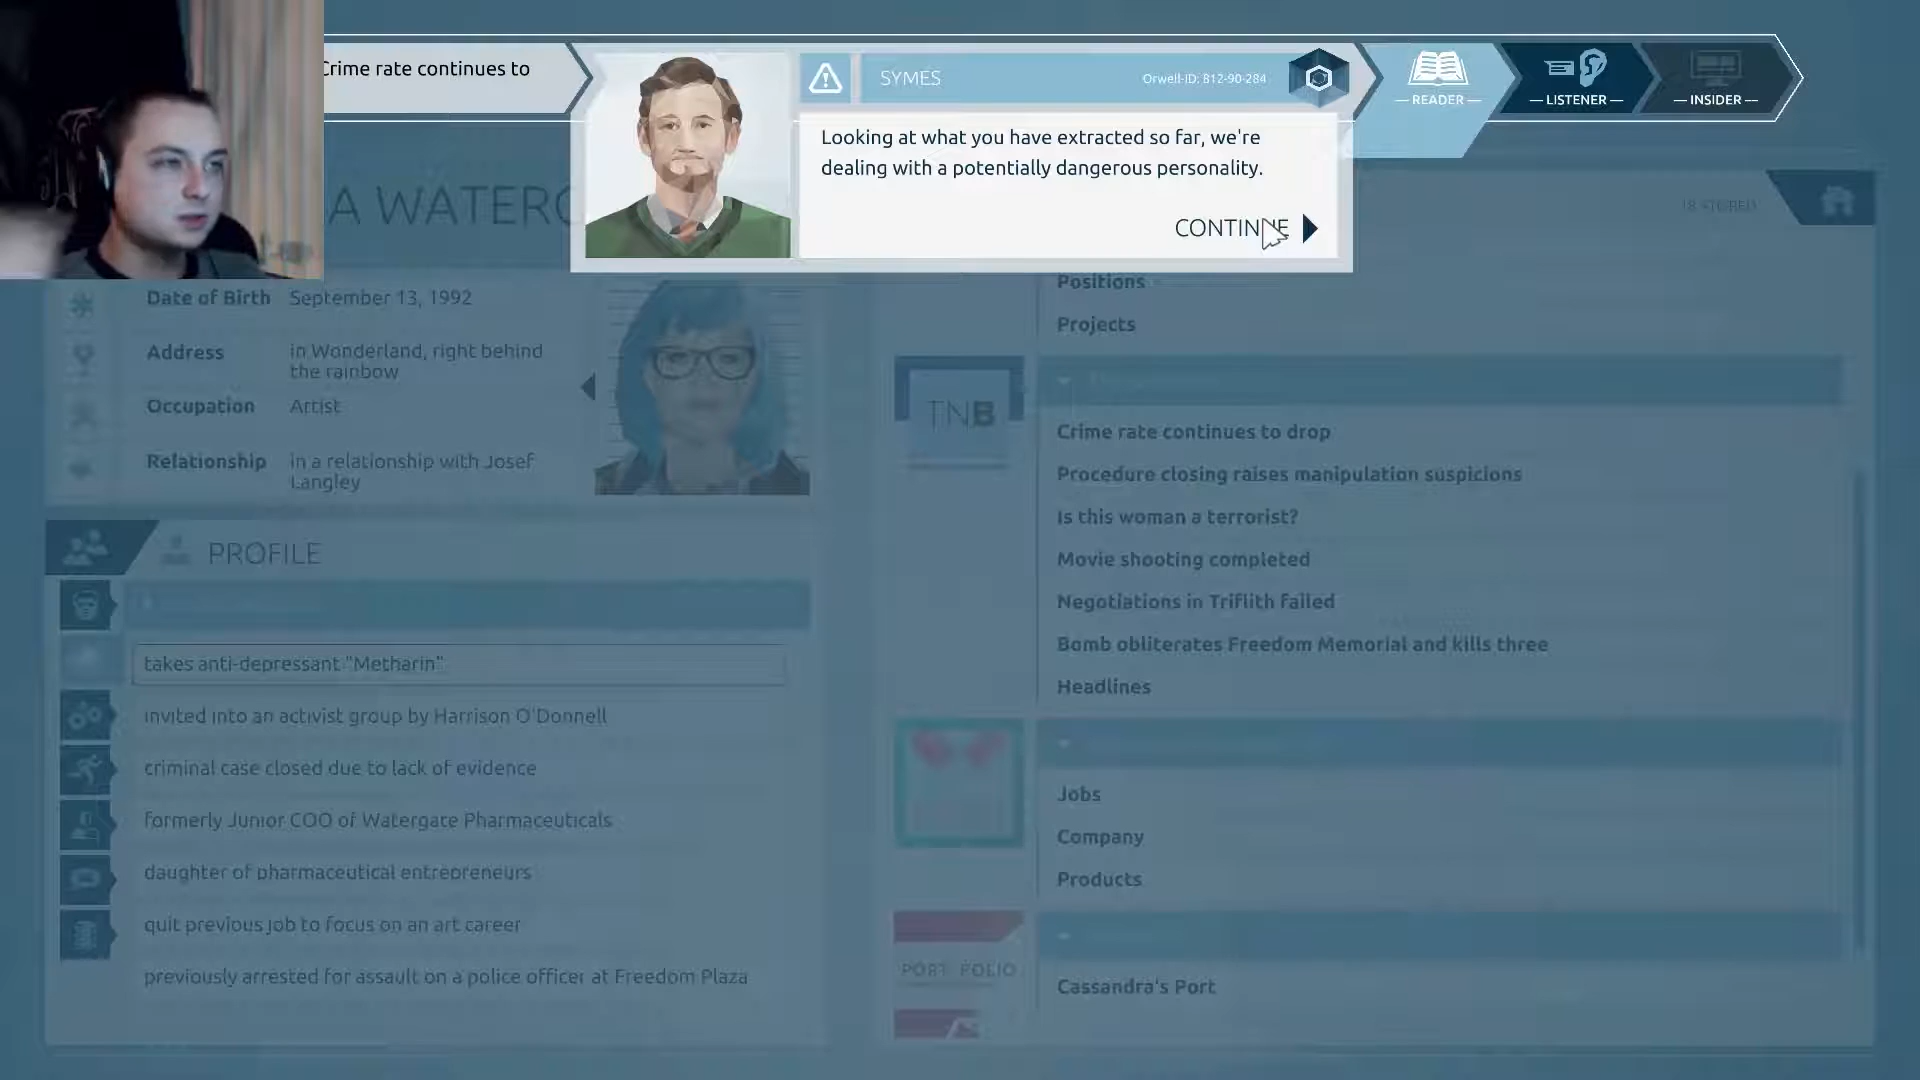 Crime rate continues to
SYMES
Orwell-ID: 812-90-284
Looking at what you have extracted so far, we're
dealing with a potentially dangerous personality.
CONTINUE
READER
LISTENER
INSIDER
A WATERG
18 STORED
Date of Birth September 13, 1992
Address in Wonderland, right behind
the rainbow
Occupation Artist
Relationship in a relationship with Josef
Langley
PROFILE
takes anti-depressant "Metharin"
invited into an activist group by Harrison O'Donnell
criminal case closed due to lack of evidence
formerly Junior COO of Watergate Pharmaceuticals
daughter of pharmaceutical entrepreneurs
quit previous job to focus on an art career
previously arrested for assault on a police officer at Freedom Plaza
Positions
Projects
TNB
Crime rate continues to drop
Procedure closing raises manipulation suspicions
Is this woman a terrorist?
Movie shooting completed
Negotiations in Triflith failed
Bomb obliterates Freedom Memorial and kills three
Headlines
Jobs
Company
Products
PORT FOLIO
Cassandra's Port